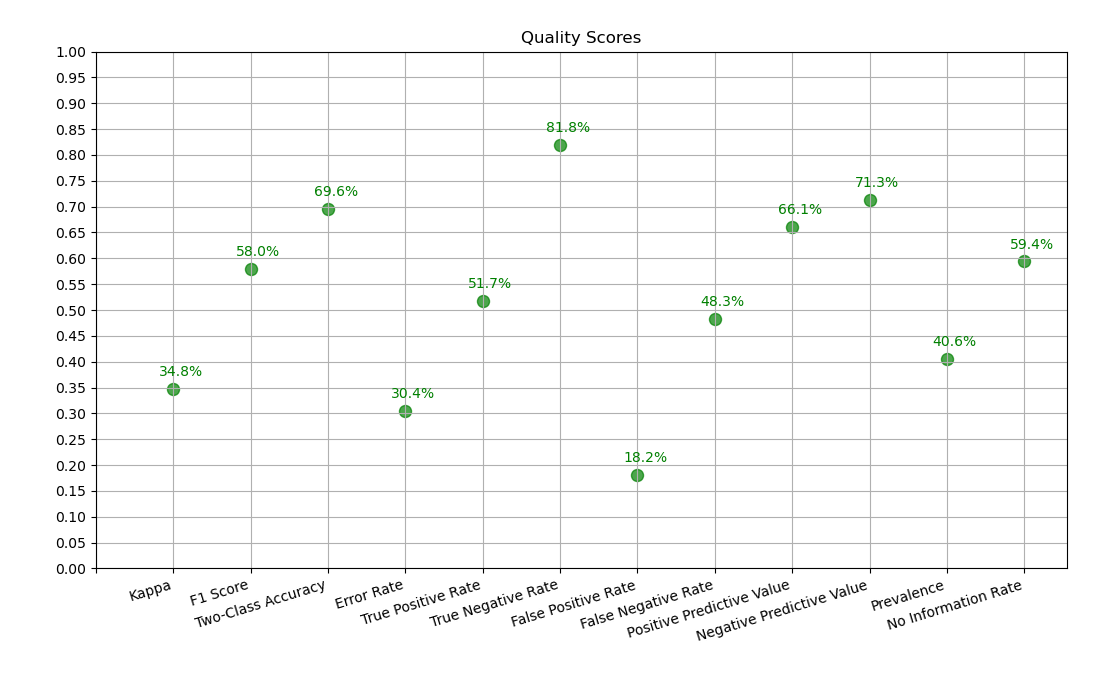 Quality Scores
1.00
0.95
0.90
0.85
0.80
0.75
0.70
0.65
0.60
0.55
0.50
0.45
0.40
0.35
0.30
0.25
0.20
0.15
0.10
0.05
0.00
34.8%
58.0%
69.6%
30.4%
51.7%
81.8%
18.2%
48.3%
66.1%
71.3%
40.6%
59.4%
Kappa
F1 Score
Two-Class Accuracy
Error Rate
True Positive Rate
True Negative Rate
False Positive Rate
False Negative Rate
Positive Predictive Value
Negative Predictive Value
Prevalence
No Information Rate